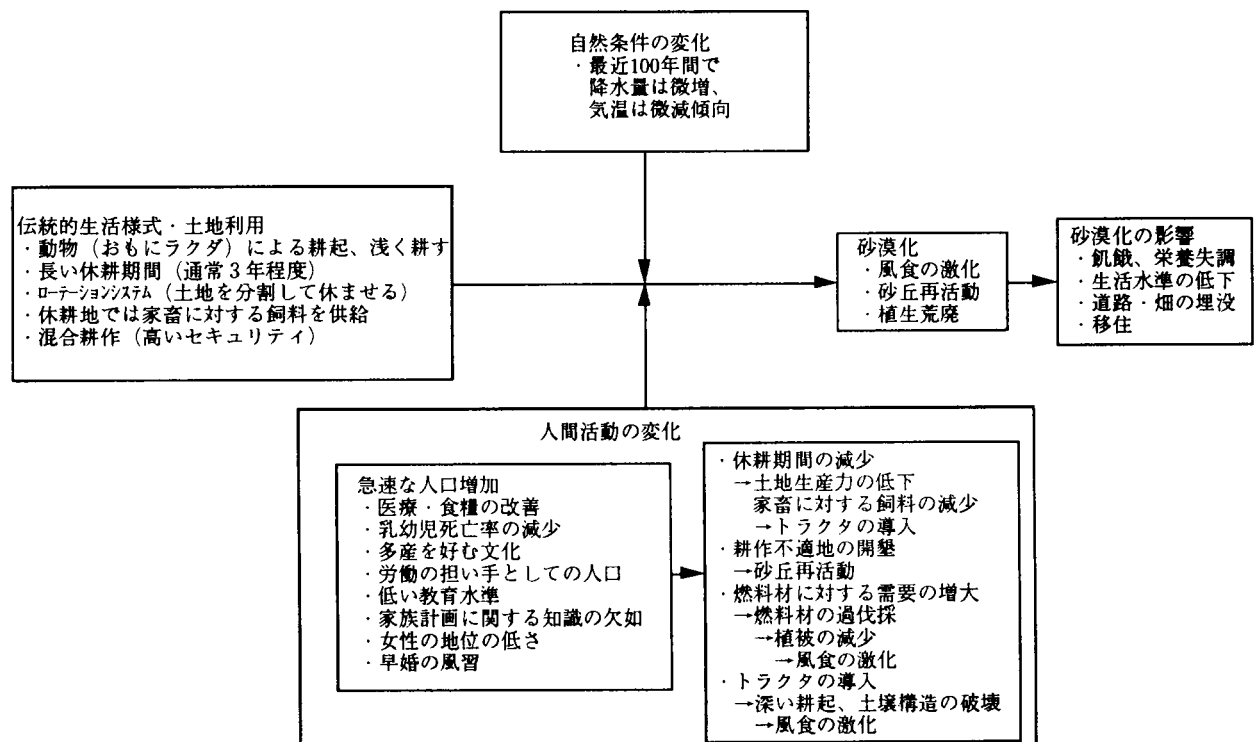 自然条件の変化
・最近100年間で
降水量は微増、
気温は微減傾向
伝統的生活様式・土地利用
・動物（おもにラクダ）による耕起、浅く耕す
・長い休耕期間（通常３年程度）
・ローテーションシステム（土地を分割して休ませる）
・休耕地では家畜に対する飼料を供給
・混合耕作（高いセキュリティ）
砂漠化
・風食の激化
・砂丘再活動
・植生荒廃
砂漠化の影響
・飢餓、栄養失調
・生活水準の低下
・道路・畑の埋没
・移住
人間活動の変化
急速な人口増加
・医療・食糧の改善
・乳幼児死亡率の減少
・多産を好む文化
・労働の担い手としての人口
・低い教育水準
・家族計画に関する知識の欠如
・女性の地位の低さ
・早婚の風習
・休耕期間の減少
→土地生産力の低下
家畜に対する飼料の減少
→トラクタの導入
・耕作不適地の開墾
→砂丘再活動
・燃料材に対する需要の増大
→燃料材の過伐採
→植被の減少
→風食の激化
・トラクタの導入
→深い耕起、土壌構造の破壊
→風食の激化